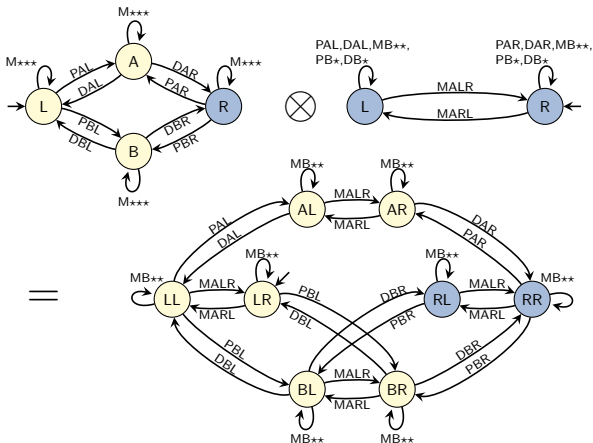 M⋆⋆⋆
A
M⋆⋆⋆
PAL
DAL
DAR
PAR
M⋆⋆⋆
L
R
PBL
DBL
DBR
PBR
B
M⋆⋆⋆
⊗
PAL,DAL,MB⋆⋆,
PB⋆,DB⋆
PAR,DAR,MB⋆⋆,
PB⋆,DB⋆
L
MALR
MARL
R
=
MB⋆⋆
MB⋆⋆
AL
MALR
MARL
AR
PAL
DAL
DAR
PAR
MB⋆⋆
MB⋆⋆
MB⋆⋆
MB⋆⋆
LL
MALR
MARL
LR
RL
MALR
MARL
RR
PBL
DBL
DBR
PBR
PBL
DBL
DBR
PBR
BL
MALR
MARL
BR
MB⋆⋆
MB⋆⋆